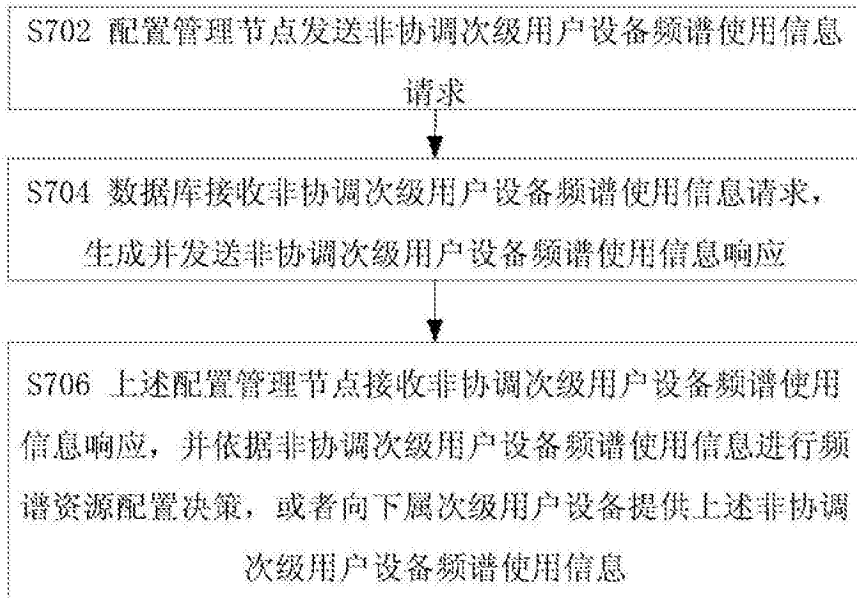 S702 配置管理节点发送非协调次级用户设备频谱使用信息
请求
S704 数据库接收非协调次级用户设备频谱使用信息请求，
生成并发送非协调次级用户设备频谱使用信息响应
S706 上述配置管理节点接收非协调次级用户设备频谱使用
信息响应，并依据非协调次级用户设备频谱使用信息进行频
谱资源配置决策，或者向下属次级用户设备提供上述非协调
次级用户设备频谱使用信息